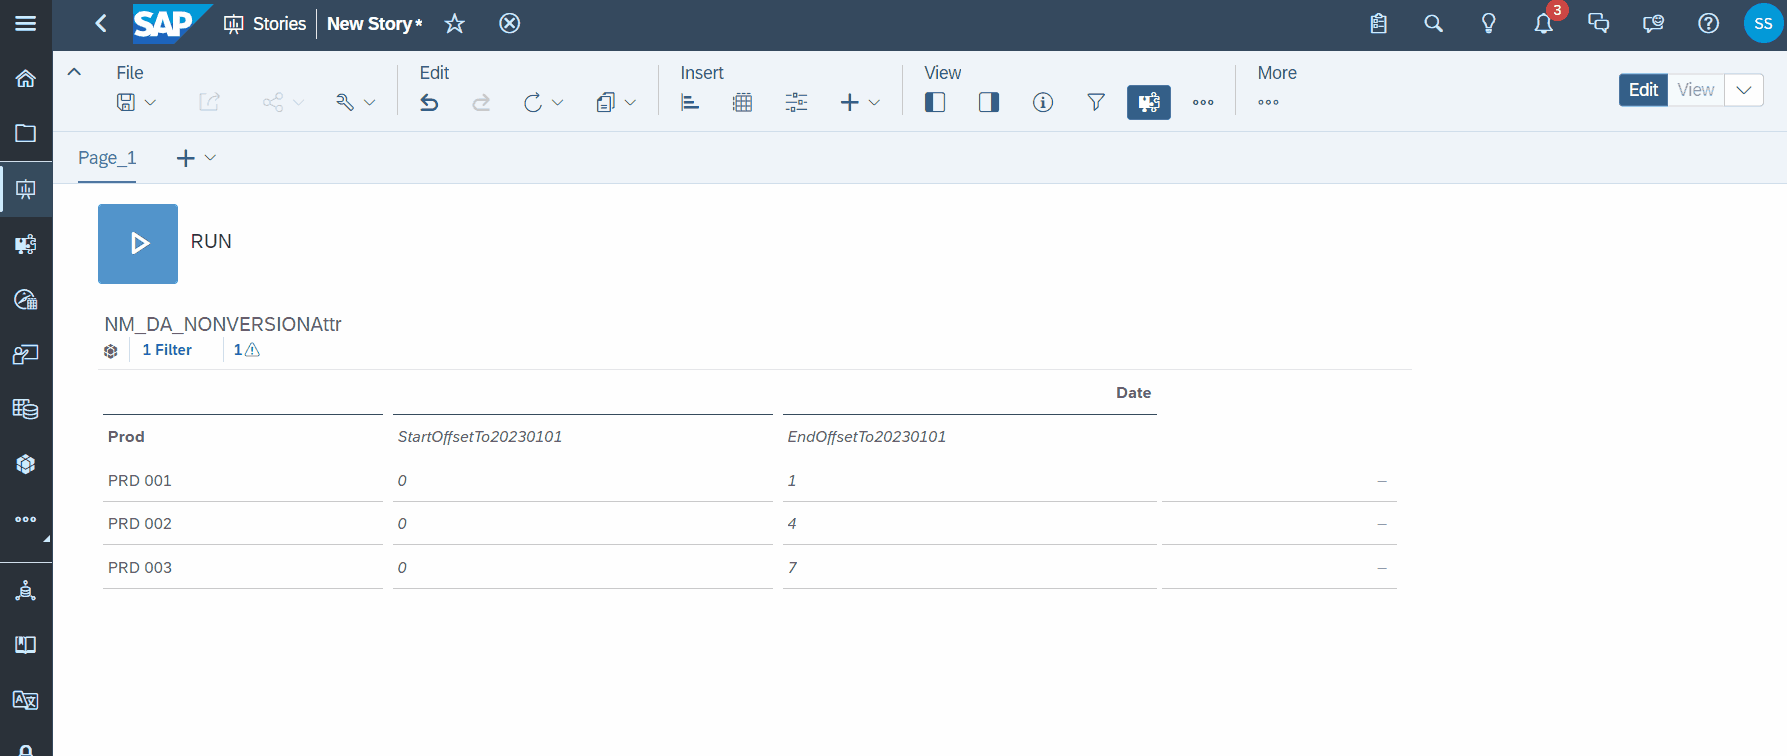 SAP Stories New Story* 3 SS
File Edit Insert View More
Edit View
Page_1
RUN
NM_DA_NONVERSIONAttr
1 Filter 1
Date
Prod StartOffsetTo20230101 EndOffsetTo20230101
PRD 001 0 1 –
PRD 002 0 4 –
PRD 003 0 7 –